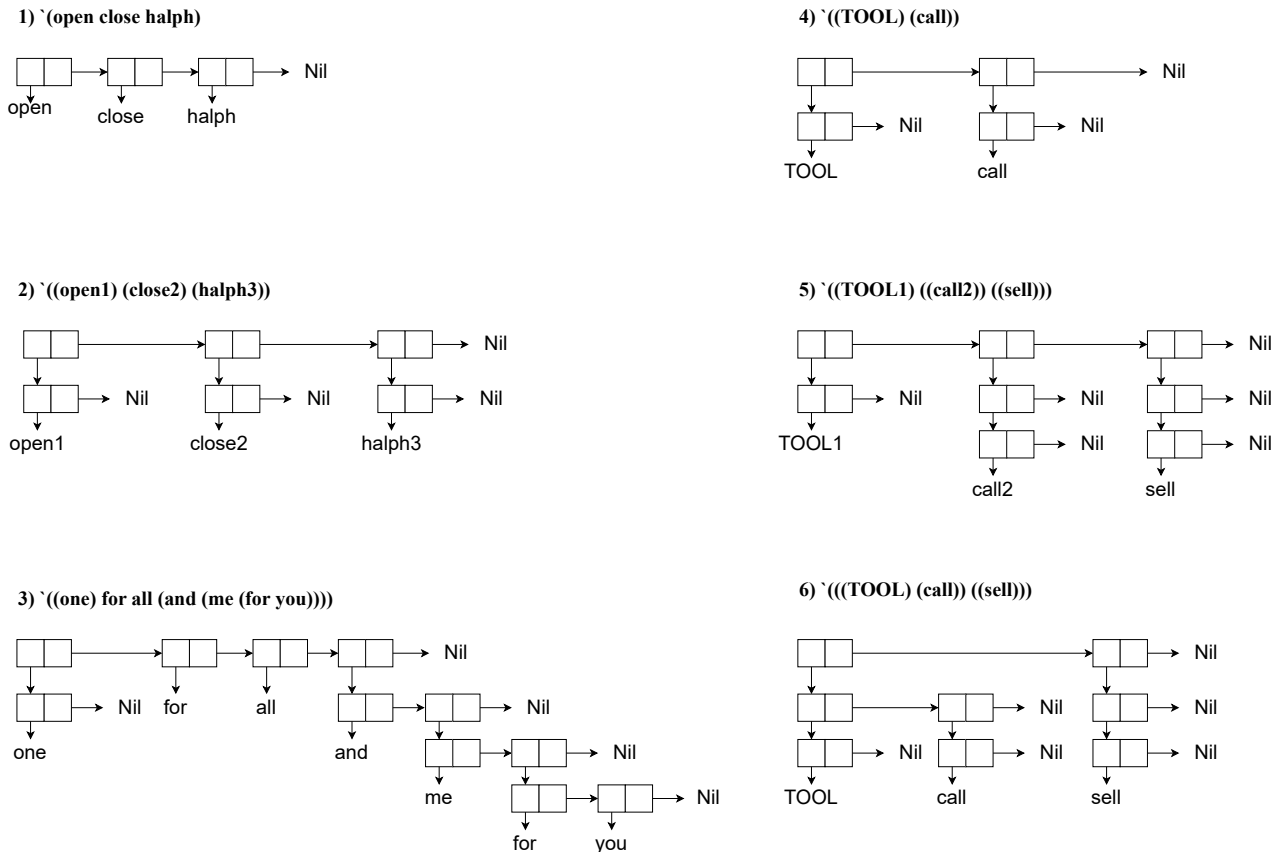 1) `(open close halph)
Nil
open
close
halph
2) `((open1) (close2) (halph3))
Nil
Nil
Nil
Nil
open1
close2
halph3
3) `((one) for all (and (me (for you))))
Nil
Nil
for
all
Nil
one
and
Nil
me
Nil
for
you
4) `((TOOL) (call))
Nil
Nil
Nil
TOOL
call
5) `((TOOL1) ((call2)) ((sell)))
Nil
Nil
Nil
Nil
TOOL1
Nil
Nil
call2
sell
6) `(((TOOL) (call)) ((sell)))
Nil
Nil
Nil
Nil
Nil
Nil
TOOL
call
sell